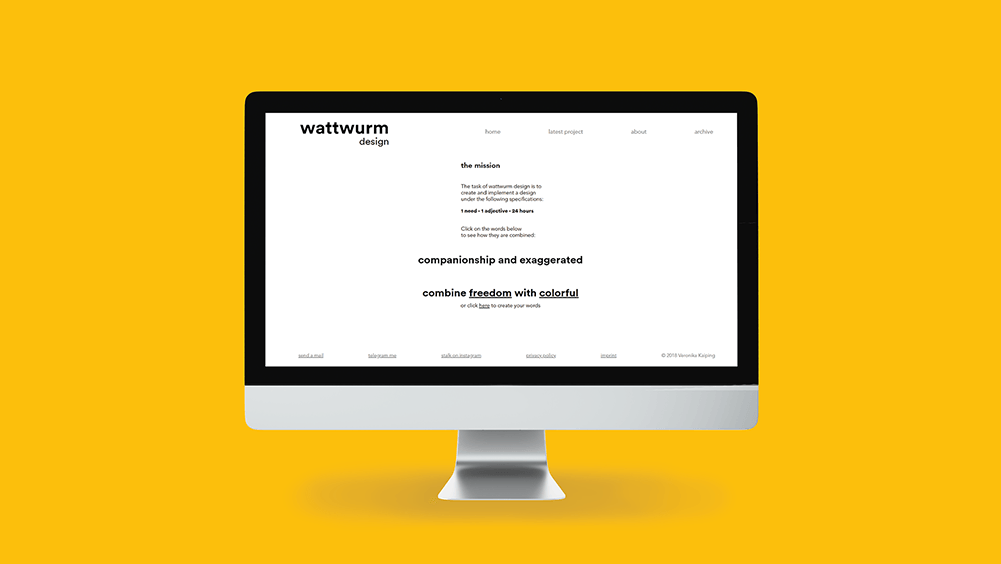 wattwurm
design
home latest project about archive
the mission
The task of wattwurm design is to
create and implement a design
under the following specifications:
1 need • 1 adjective • 24 hours
Click on the words below
to see how they are combined:
companionship and exaggerated
combine freedom with colorful
or click here to create your words
send a mail telegram me stalk on instagram privacy policy imprint © 2018 Veronika Kaiping